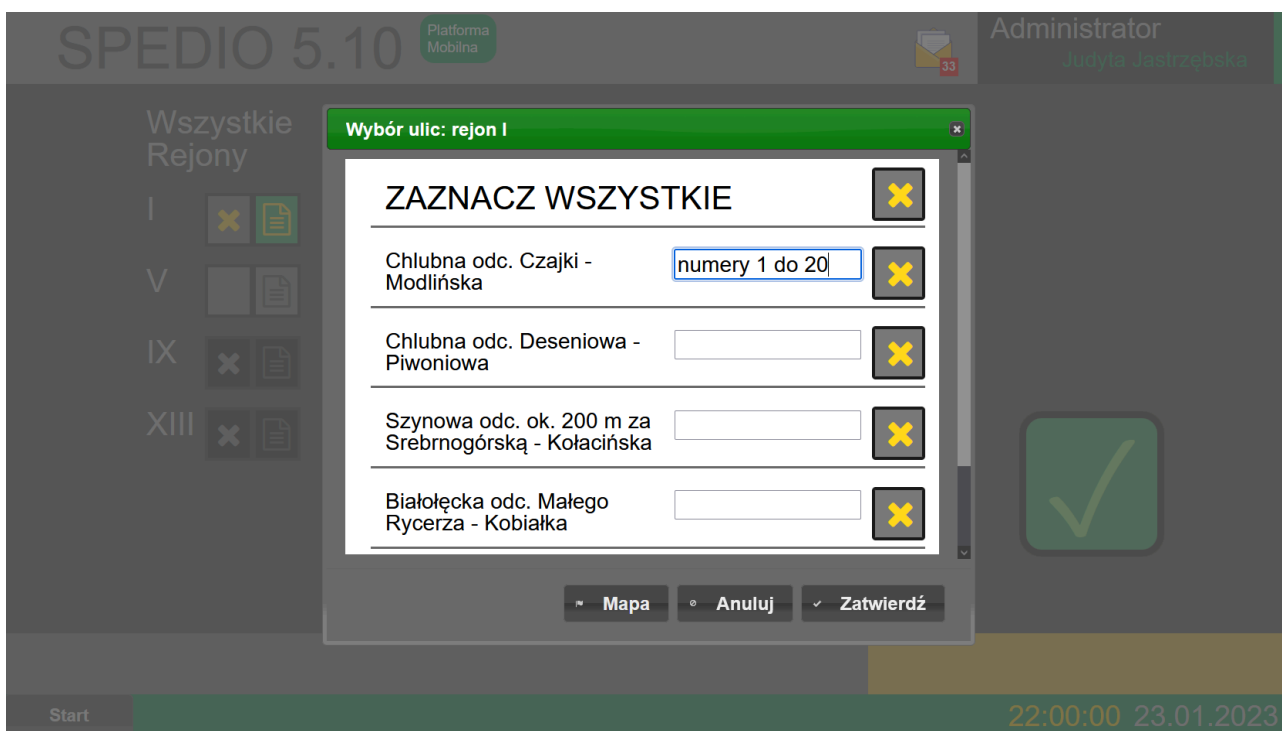 SPEDIO 5.10
Platforma
Mobilna
33
Administrator
Judyta Jastrzębska
Wszystkie
Rejony
I
V
IX
XIII
Wybór ulic: rejon I
ZAZNACZ WSZYSTKIE
Chlubna odc. Czajki -
Modlińska
numery 1 do 20
Chlubna odc. Deseniowa -
Piwoniowa
Szynowa odc. ok. 200 m za
Srebrnogórską - Kołacińska
Białołęcka odc. Małego
Rycerza - Kobiałka
Mapa
Anuluj
Zatwierdź
Start
22:00:00 23.01.2023